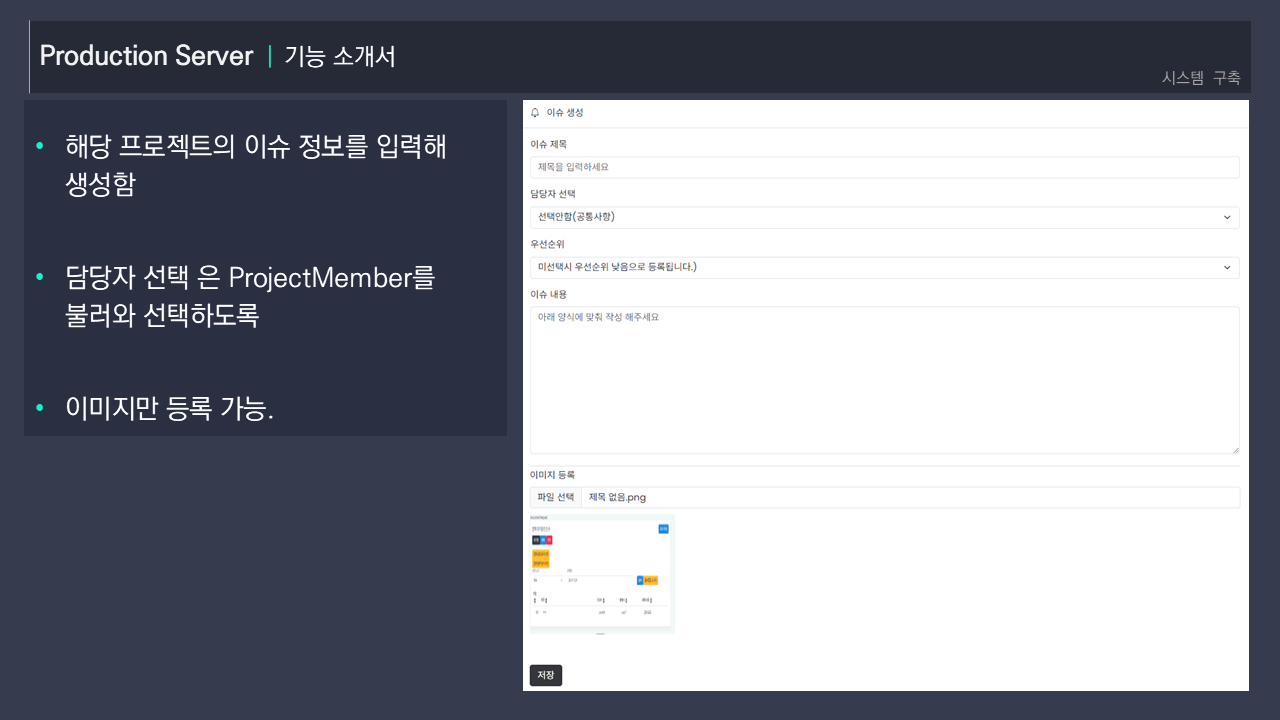 Production Server | 기능 소개서
시스템 구축
• 해당 프로젝트의 이슈 정보를 입력해
생성함
• 담당자 선택 은 ProjectMember를
불러와 선택하도록
• 이미지만 등록 가능.
이슈 생성
이슈 제목
제목을 입력하세요
담당자 선택
선택안함(공통사항)
우선순위
미선택시 우선순위 낮음으로 등록됩니다.)
이슈 내용
아래 양식에 맞춰 작성 해주세요
이미지 등록
파일 선택 제목 없음.png
저장